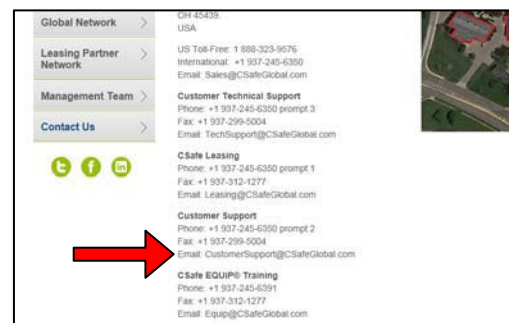 Global Network
Leasing Partner
Network
Management Team
Contact Us
OH 45439.
USA
US Toll-Free: 1 888-323-9576
International: +1 937-245-6350
Email: Sales@CSafeGlobal.com
Customer Technical Support
Phone: +1 937-245-6350 prompt 3
Fax: +1 937-299-5004
Email: TechSupport@CSafeGlobal.com
CSafe Leasing
Phone: +1 937-245-6350 prompt 1
Fax: +1 937-312-1277
Email: Leasing@CSafeGlobal.com
Customer Support
Phone: +1 937-245-6350 prompt 2
Fax: +1 937-299-5004
Email: CustomerSupport@CSafeGlobal.com
CSafe EQUIP® Training
Phone: +1 937-245-6391
Fax: +1 937-312-1277
Email: Equip@CSafeGlobal.com